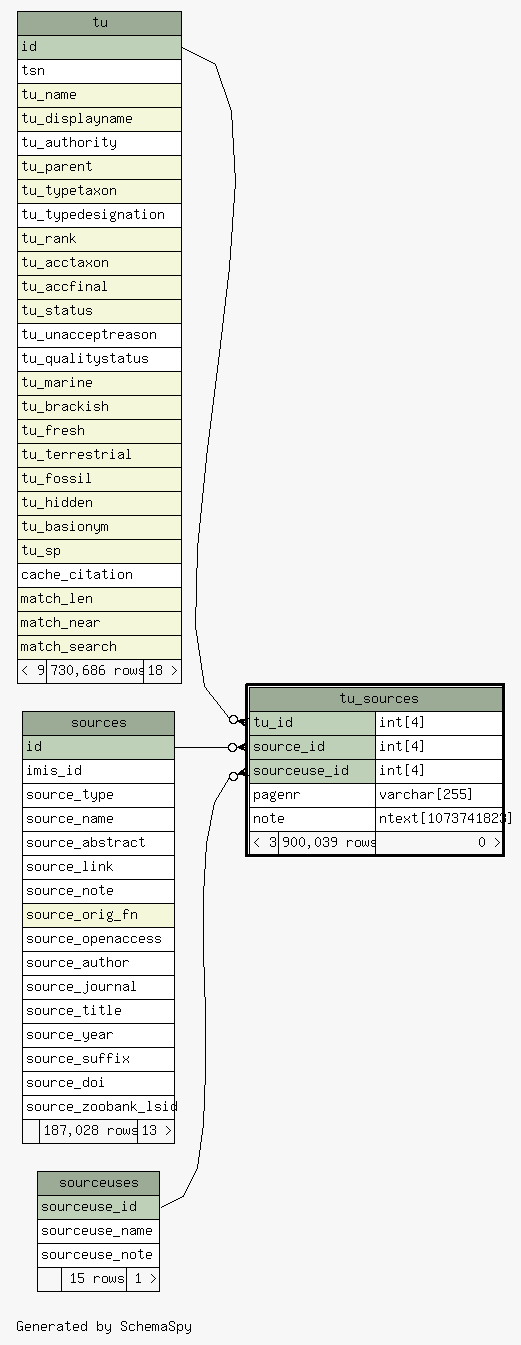 tu
id
tsn
tu_name
tu_displayname
tu_authority
tu_parent
tu_typetaxon
tu_typedesignation
tu_rank
tu_acctaxon
tu_accfinal
tu_status
tu_unacceptreason
tu_qualitystatus
tu_marine
tu_brackish
tu_fresh
tu_terrestrial
tu_fossil
tu_hidden
tu_basionym
tu_sp
cache_citation
match_len
match_near
match_search
< 9 730,686 rows 18 >
tu_sources
tu_id int[4]
source_id int[4]
sourceuse_id int[4]
pagenr varchar[255]
note ntext[1073741823]
< 3 900,039 rows 0 >
sources
id
imis_id
source_type
source_name
source_abstract
source_link
source_note
source_orig_fn
source_openaccess
source_author
source_journal
source_title
source_year
source_suffix
source_doi
source_zoobank_lsid
187,028 rows 13 >
sourceuses
sourceuse_id
sourceuse_name
sourceuse_note
15 rows 1 >
Generated by SchemaSpy